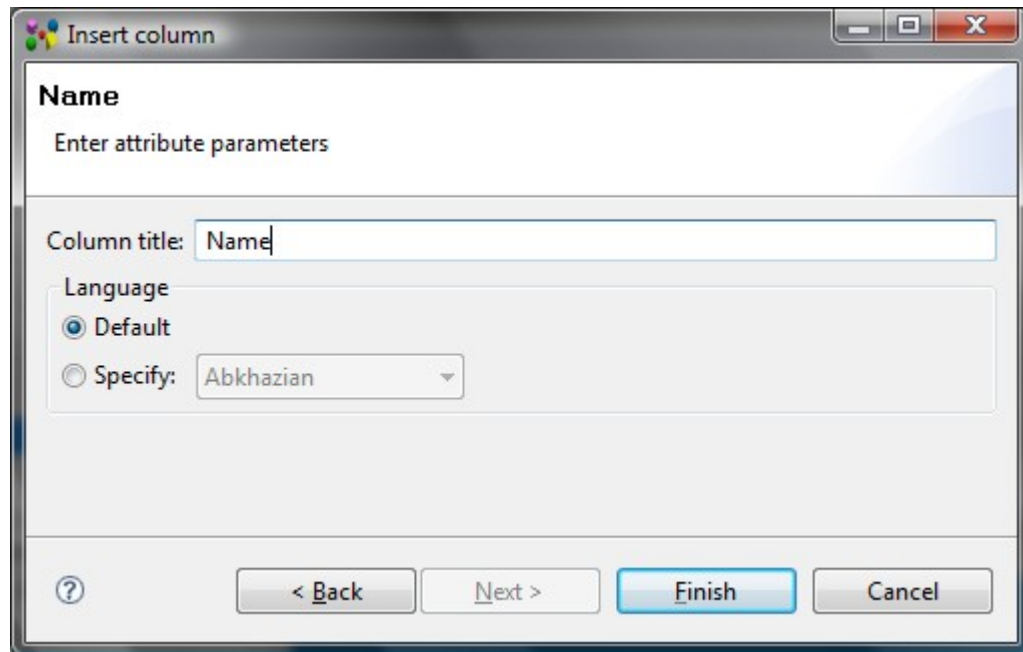 Insert column
Name
Enter attribute parameters
Column title: Name
Language
Default
Specify: Abkhazian
< Back Next > Finish Cancel